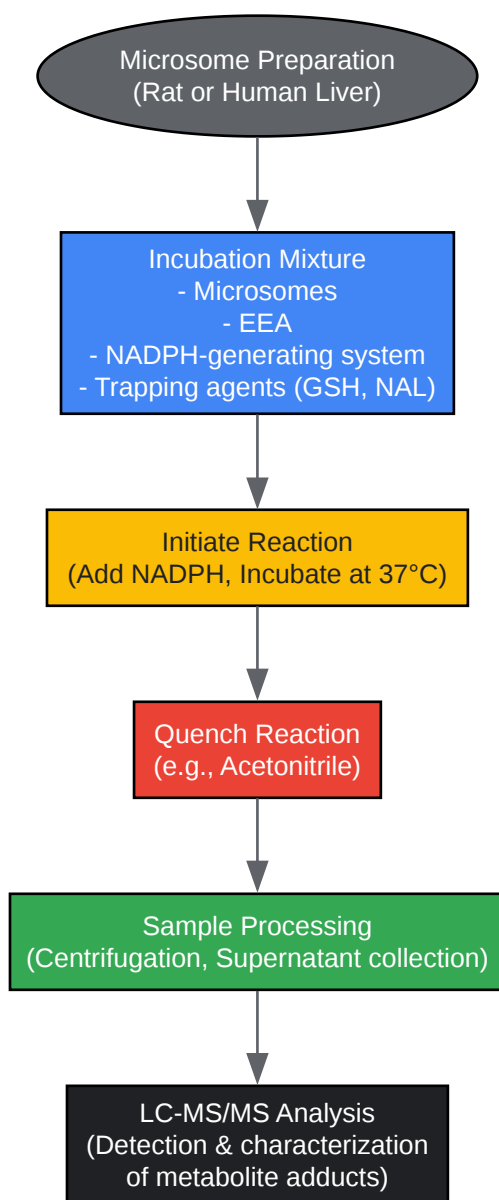 Microsome Preparation
(Rat or Human Liver)
Incubation Mixture
- Microsomes
- EEA
- NADPH-generating system
- Trapping agents (GSH, NAL)
Initiate Reaction
(Add NADPH, Incubate at 37°C)
Quench Reaction
(e.g., Acetonitrile)
Sample Processing
(Centrifugation, Supernatant collection)
LC-MS/MS Analysis
(Detection & characterization
of metabolite adducts)